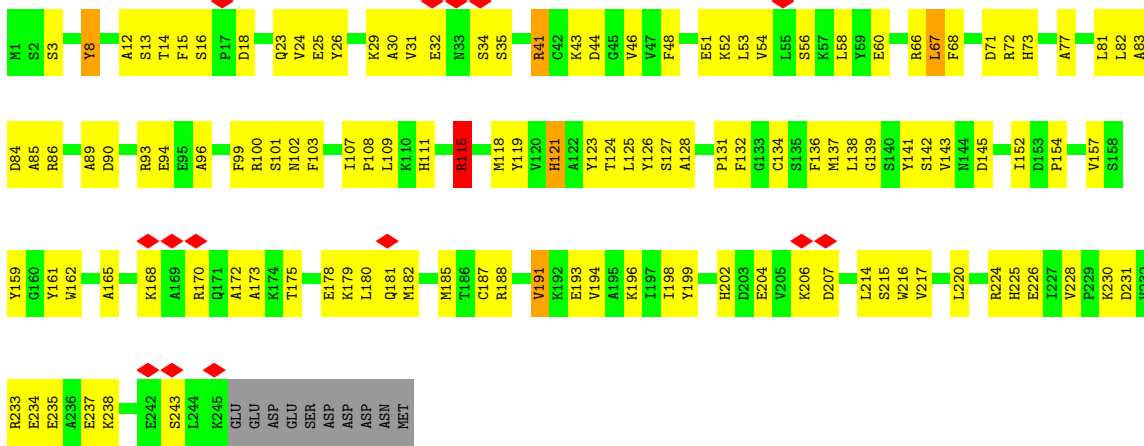 M1 S2 S3 Y8 A12 S13 T14 F15 S16 P17 D18 Q23 V24 E25 Y26 K29 A30 V31 E32 N33 S34 S35 R41 C42 K43 D44 G45 V46 V47 F48 E51 K52 L53 V54 L55 S56 K57 L58 Y59 E60 R66 L67 F68 D71 R72 H73 A77 L81 L82 A83
D84 A85 R86 A89 D90 R93 E94 E95 A96 F99 R100 S101 N102 F103 I107 P108 L109 K110 H111 R115 M118 Y119 V120 H121 A122 Y123 T124 L125 Y126 S127 A128 P131 F132 G133 C134 S135 F136 M137 L138 G139 S140 Y141 S142 V143 N144 D145 I152 D153 P154 V157 S158
Y159 G160 Y161 W162 A165 K168 A169 R170 Q171 A172 A173 K174 T175 E178 K179 L180 Q181 M182 M185 T186 C187 R188 V191 K192 E193 V194 A195 K196 I197 I198 Y199 H202 D203 E204 V205 K206 D207 L214 S215 W216 V217 L220 R224 H225 E226 I227 V228 P229 K230 D231
R233 E234 E235 A236 E237 K238 E242 S243 L244 K245 GLU GLU ASP GLU SER ASP ASP ASP ASN MET